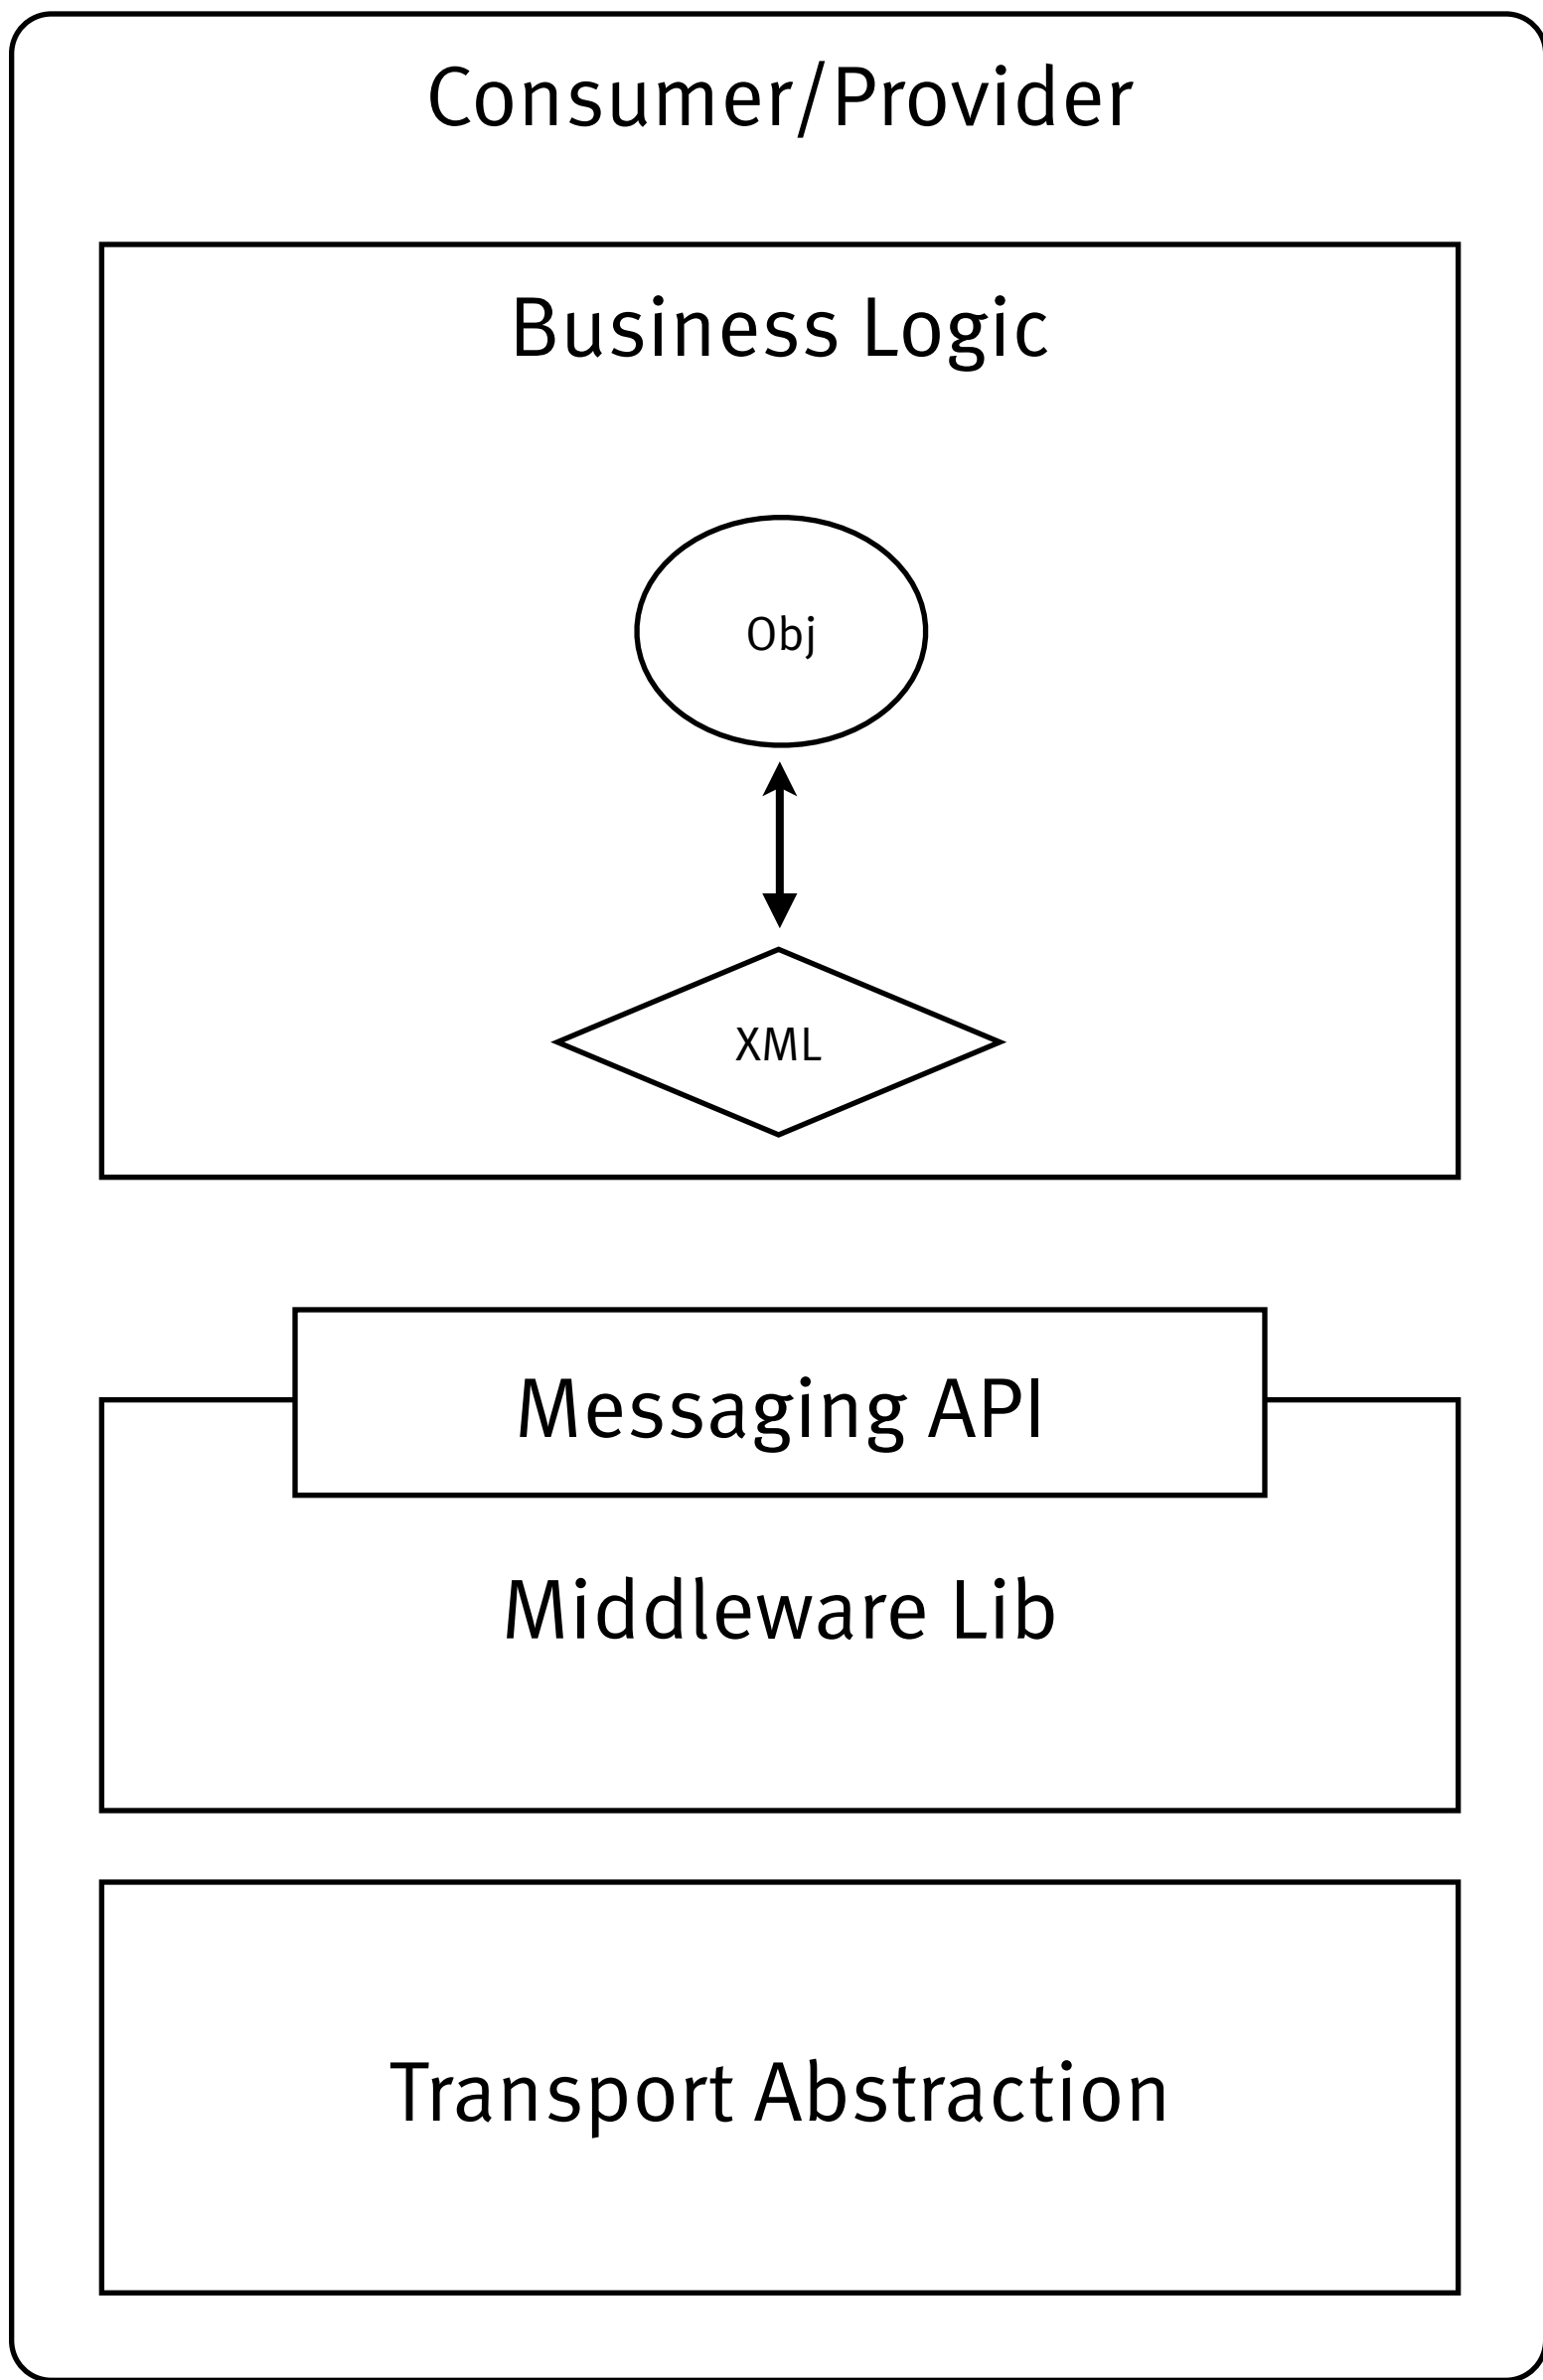 Consumer/Provider
Business Logic
Obj
XML
Messaging API
Middleware Lib
Transport Abstraction